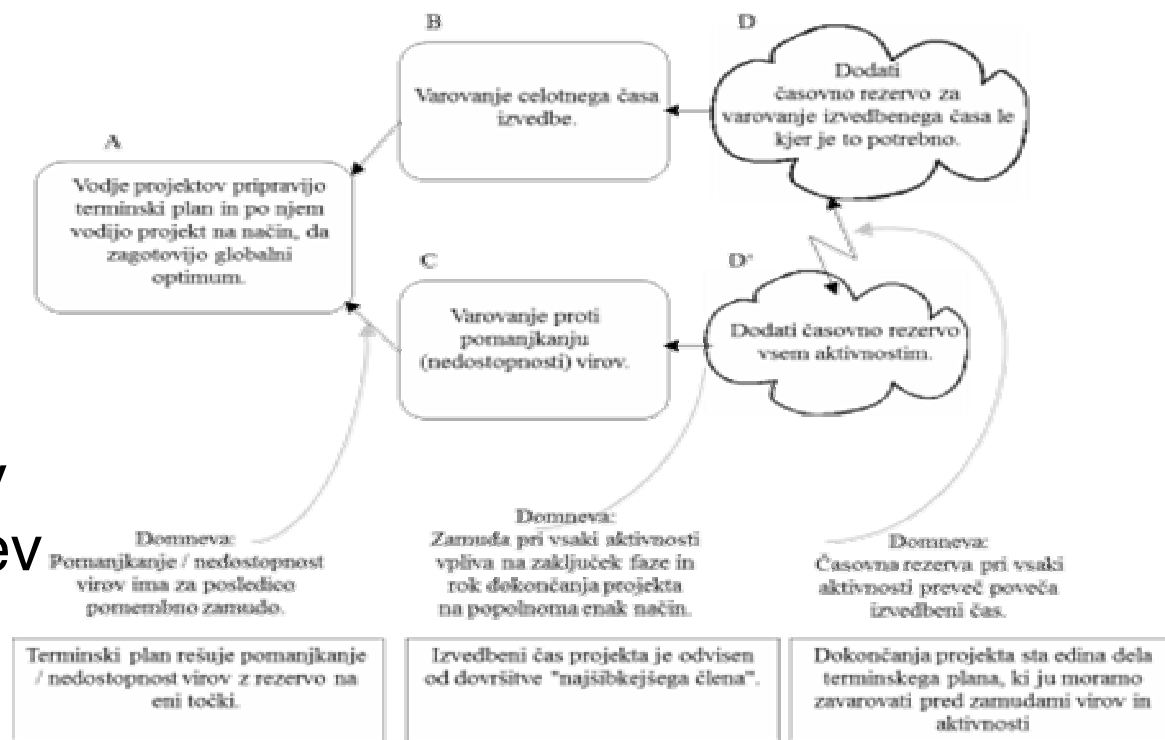 B
Varovanje celotnega časa
izvedbe.
D
Dodati
časovno rezervo za
varovanje izvedbenega časa le
kjer je to potrebno.
A
Vodje projektov pripravijo
terminski plan in po njem
vodijo projekt na način, da
zagotovijo globalni
optimum.
C
Varovanje proti
pomanjkanju
(nedostopnosti) virov.
D'
Dodati časovno rezervo
vsem aktivnostim.
Domneva:
Pomanjkanje / nedostopnost
virov ima za posledico
pomembno zamudo.
Domneva:
Zamuda pri vsaki aktivnosti
vpliva na zaključek faze in
rok dokončanja projekta
na popolnoma enak način.
Domneva:
Časovna rezerva pri vsaki
aktivnosti preveč poveča
izvedbeni čas.
Terminski plan rešuje pomanjkanje
/ nedostopnost virov z rezervo na
eni točki.
Izvedbeni čas projekta je odvisen
od dovršitve "najšibkejšega člena".
Dokončanja projekta sta edina dela
terminskega plana, ki ju moramo
zavarovati pred zamudami virov in
aktivnosti